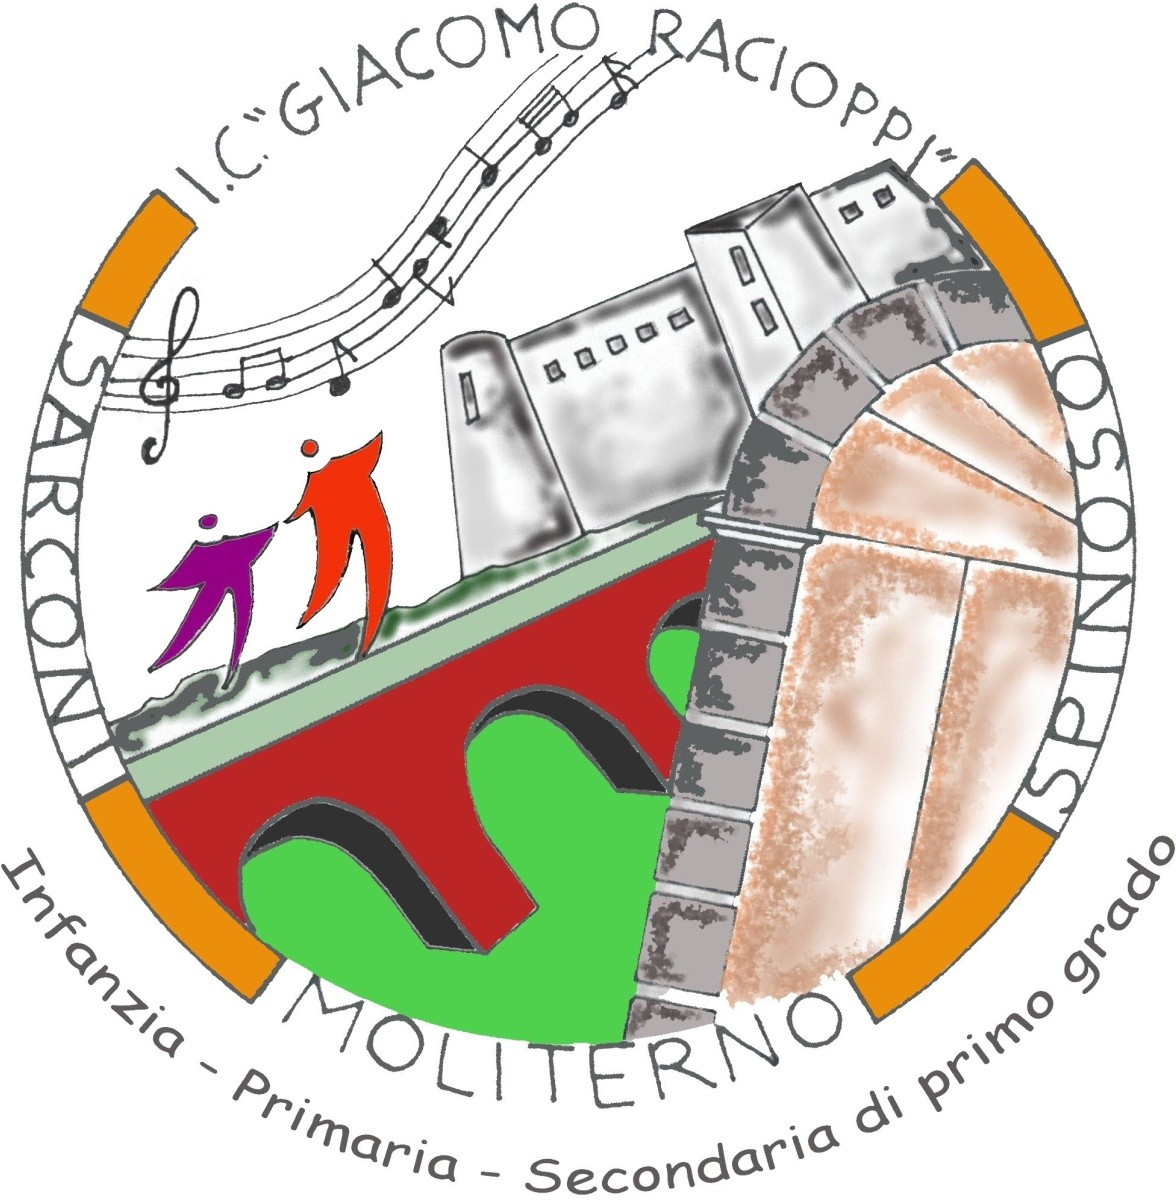 I.C. "GIACOMO RACIOPPI"
SARCONI
SPINOSO
MOLITERNO
Infanzia - Primaria - Secondaria di primo grado